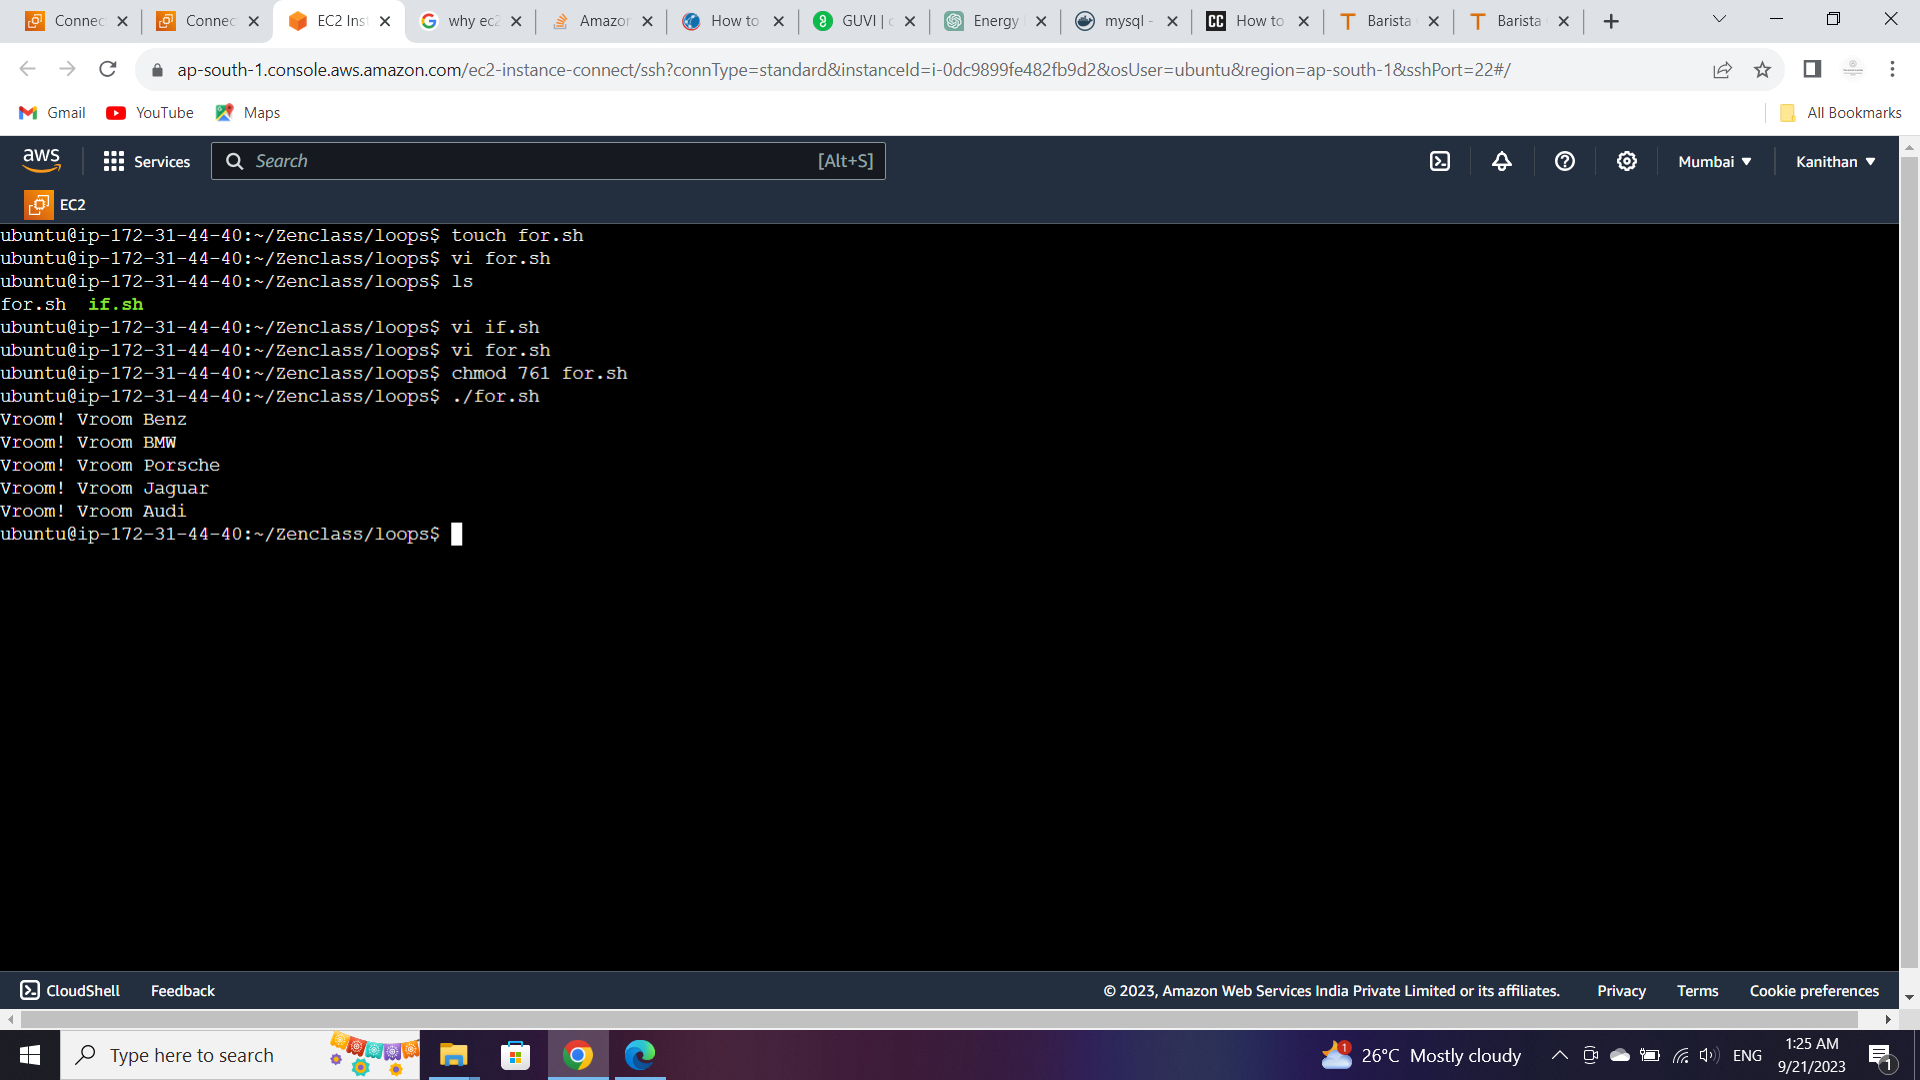 Connec
Connec
EC2 Inst
why ec2
Amazon
How to
GUVI | c
Energy
mysql -
How to
Barista
Barista
ap-south-1.console.aws.amazon.com/ec2-instance-connect/ssh?connType=standard&instanceId=i-0dc9899fe482fb9d2&osUser=ubuntu&region=ap-south-1&sshPort=22#/
Gmail YouTube Maps All Bookmarks
aws Services Search [Alt+S] Mumbai Kanithan
EC2
ubuntu@ip-172-31-44-40:~/Zenclass/loops$ touch for.sh
ubuntu@ip-172-31-44-40:~/Zenclass/loops$ vi for.sh
ubuntu@ip-172-31-44-40:~/Zenclass/loops$ ls
for.sh if.sh
ubuntu@ip-172-31-44-40:~/Zenclass/loops$ vi if.sh
ubuntu@ip-172-31-44-40:~/Zenclass/loops$ vi for.sh
ubuntu@ip-172-31-44-40:~/Zenclass/loops$ chmod 761 for.sh
ubuntu@ip-172-31-44-40:~/Zenclass/loops$ ./for.sh
Vroom! Vroom Benz
Vroom! Vroom BMW
Vroom! Vroom Porsche
Vroom! Vroom Jaguar
Vroom! Vroom Audi
ubuntu@ip-172-31-44-40:~/Zenclass/loops$
CloudShell Feedback © 2023, Amazon Web Services India Private Limited or its affiliates. Privacy Terms Cookie preferences
Type here to search 1 26°C Mostly cloudy ENG 1:25 AM
9/21/2023 1